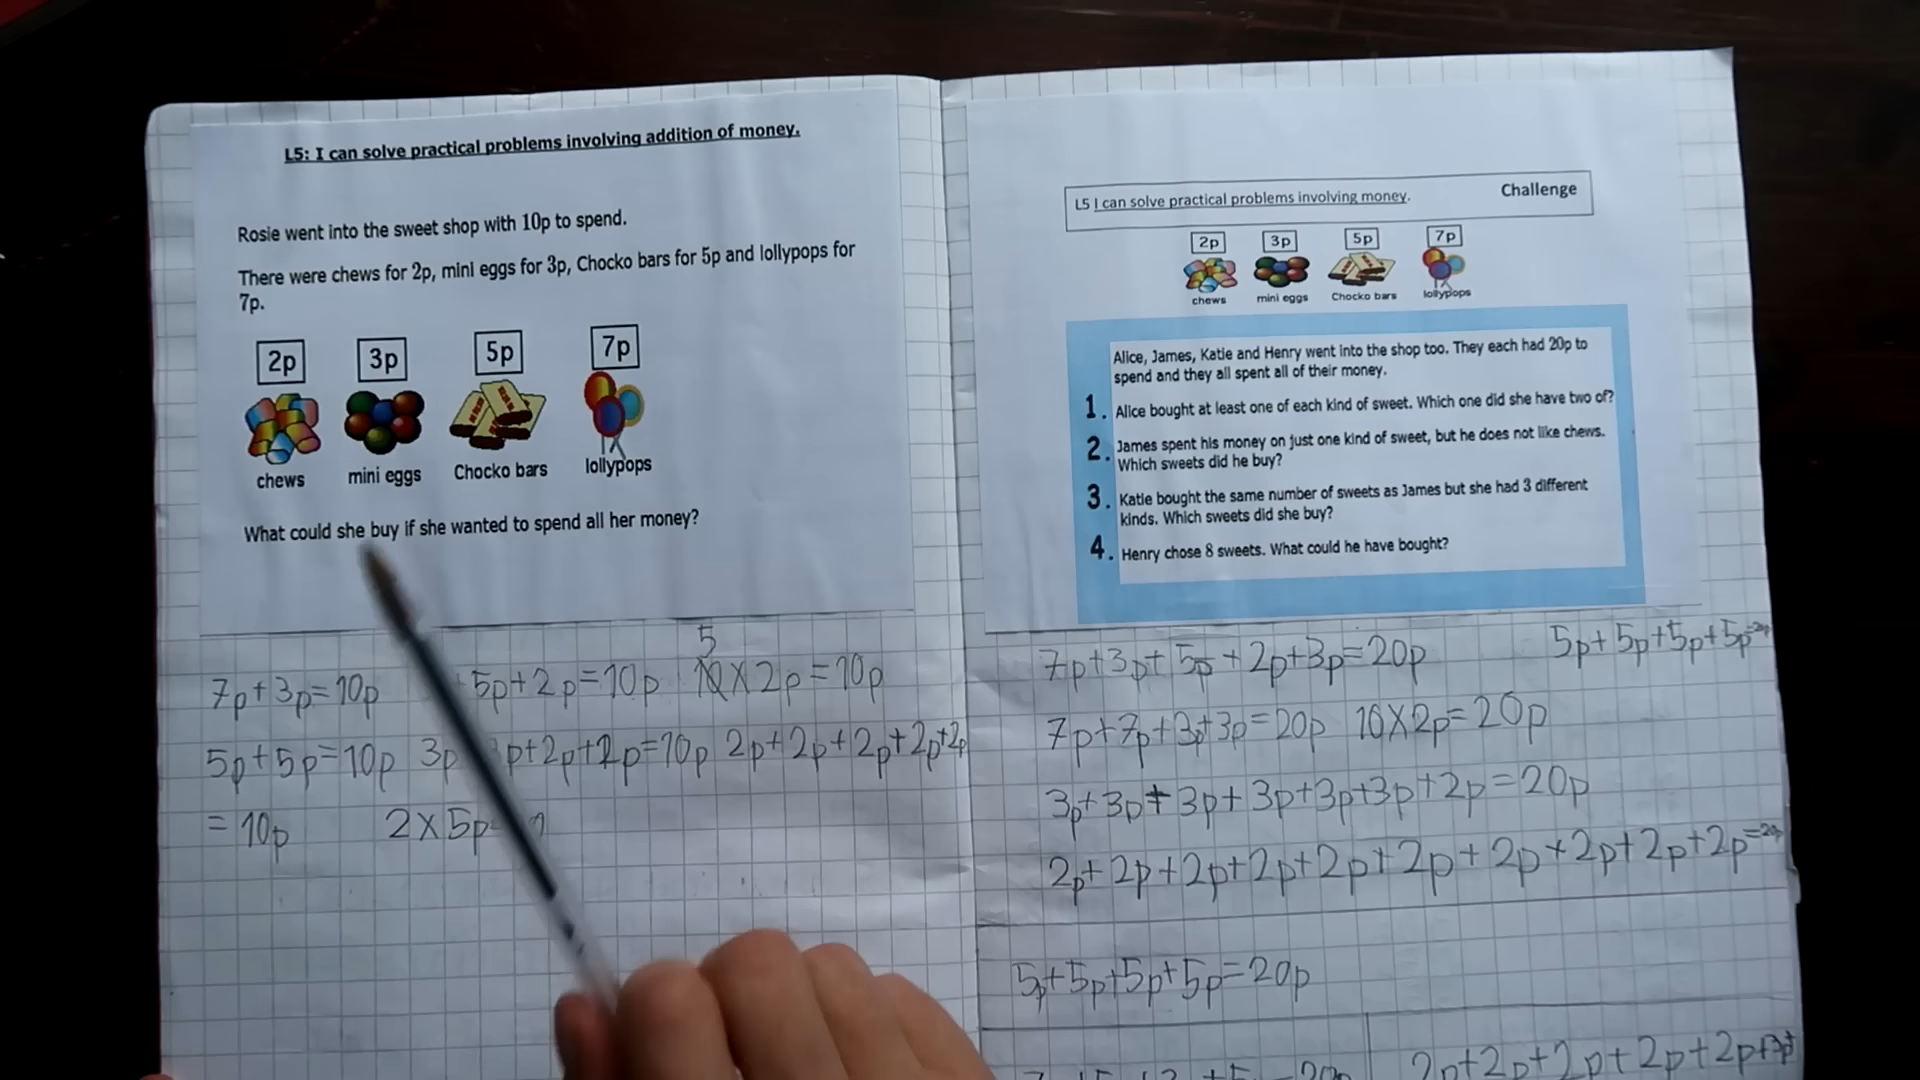 L5: I can solve practical problems involving addition of money.
Rosie went into the sweet shop with 10p to spend.
There were chews for 2p, mini eggs for 3p, Chocko bars for 5p and lollypops for
7p.
2p 3p 5p 7p
chews mini eggs Chocko bars lollypops
What could she buy if she wanted to spend all her money?
5
7p+3p=10p 5p+2p=10p 10X2p=10p
5p+5p=10p 3p p+2p+2p=10p 2p+2p+2p+2p+2p
=10p 2X5p
L5 I can solve practical problems involving money. Challenge
2p 3p 5p 7p
chews mini eggs Chocko bars lollypops
Alice, James, Katie and Henry went into the shop too. They each had 20p to
spend and they all spent all of their money.
1. Alice bought at least one of each kind of sweet. Which one did she have two of?
2. James spent his money on just one kind of sweet, but he does not like chews.
Which sweets did he buy?
3. Katie bought the same number of sweets as James but she had 3 different
kinds. Which sweets did she buy?
4. Henry chose 8 sweets. What could he have bought?
7p+3p+5p+2p+3p=20p 5p+5p+5p+5p=20p
7p+7p+3p+3p=20p 10X2p=20p
3p+3p+3p+3p+3p+3p+2p=20p
2p+2p+2p+2p+2p+2p+2p+2p+2p+2p=20p
5p+5p+5p+5p=20p
2p+2p+2p+2p+2p+